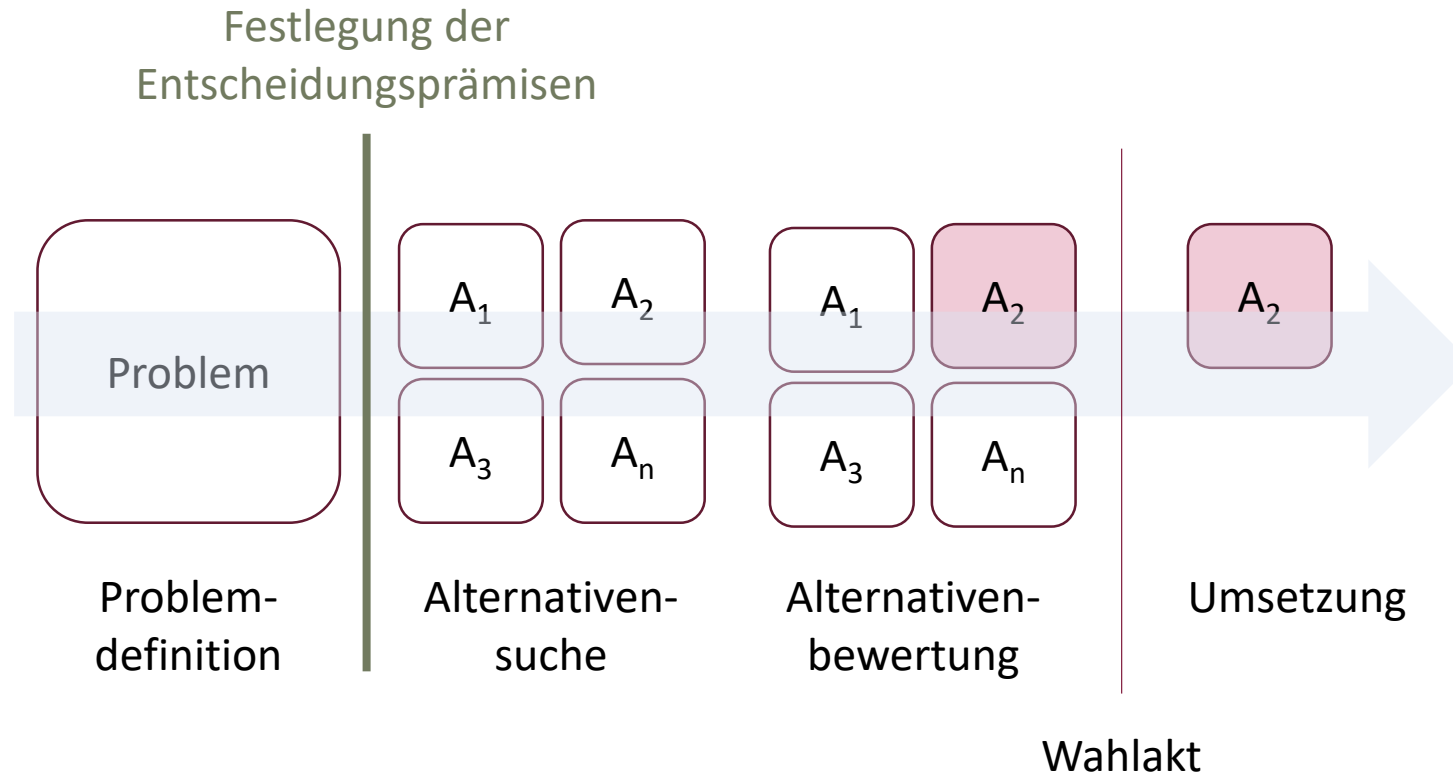 Festlegung der
Entscheidungsprämisen
Problem
A₁
A₂
A₃
Aₙ
A₁
A₂
A₃
Aₙ
A₂
Problem-
definition
Alternativen-
suche
Alternativen-
bewertung
Umsetzung
Wahlakt